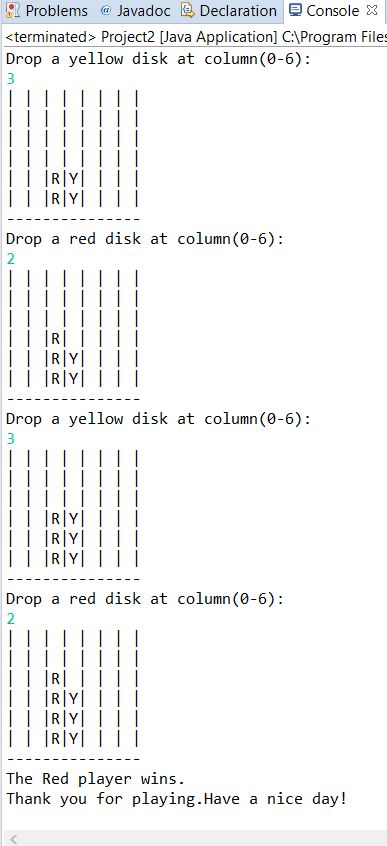 Problems @ Javadoc Declaration Console
<terminated> Project2 [Java Application] C:\Program Files
Drop a yellow disk at column(0-6):
3
| | | | | | | |
| | | | | | | |
| | | | | | | |
| | | | | | | |
| | |R|Y| | | |
| | |R|Y| | | |
---------------
Drop a red disk at column(0-6):
2
| | | | | | | |
| | | | | | | |
| | | | | | | |
| | |R| | | | |
| | |R|Y| | | |
| | |R|Y| | | |
---------------
Drop a yellow disk at column(0-6):
3
| | | | | | | |
| | | | | | | |
| | | | | | | |
| | |R|Y| | | |
| | |R|Y| | | |
| | |R|Y| | | |
---------------
Drop a red disk at column(0-6):
2
| | | | | | | |
| | | | | | | |
| | |R| | | | |
| | |R|Y| | | |
| | |R|Y| | | |
| | |R|Y| | | |
---------------
The Red player wins.
Thank you for playing.Have a nice day!